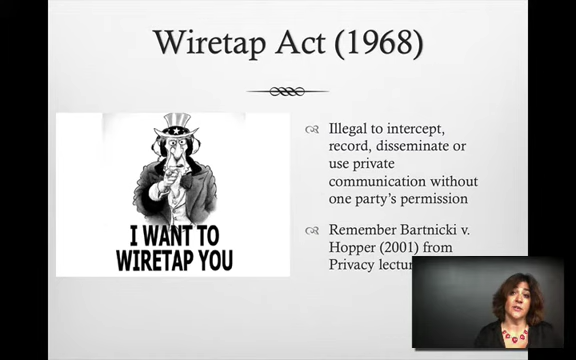 Wiretap Act (1968)
I WANT TO
WIRETAP YOU
Illegal to intercept,
record, disseminate or
use private
communication without
one party's permission
Remember Bartnicki v.
Hopper (2001) from
Privacy